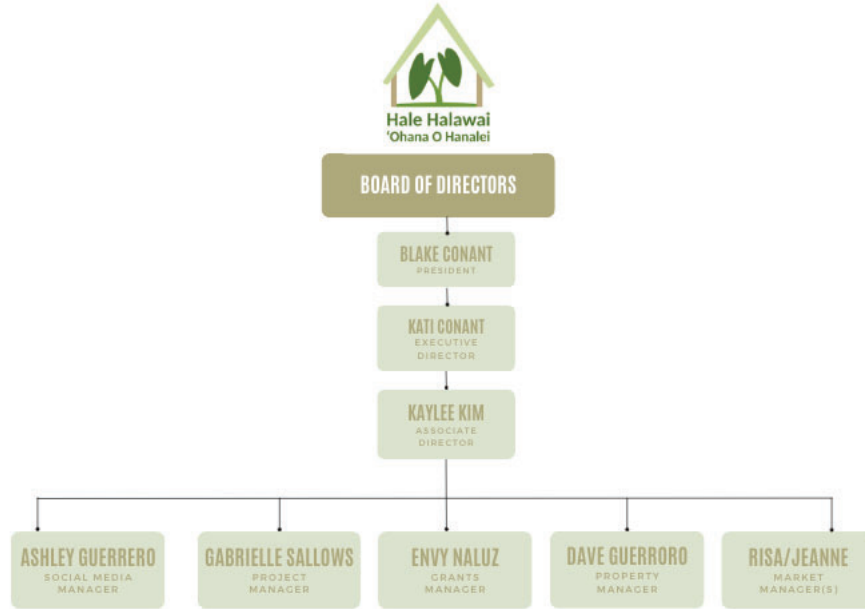 Hale Halawai
‘Ohana O Hanalei
BOARD OF DIRECTORS
BLAKE CONANT
PRESIDENT
KATI CONANT
EXECUTIVE
DIRECTOR
KAYLEE KIM
ASSOCIATE
DIRECTOR
ASHLEY GUERRERO
SOCIAL MEDIA
MANAGER
GABRIELLE SALLOWS
PROJECT
MANAGER
ENVY NALUZ
GRANTS
MANAGER
DAVE GUERRORO
PROPERTY
MANAGER
RISA/JEANNE
MARKET
MANAGER(S)